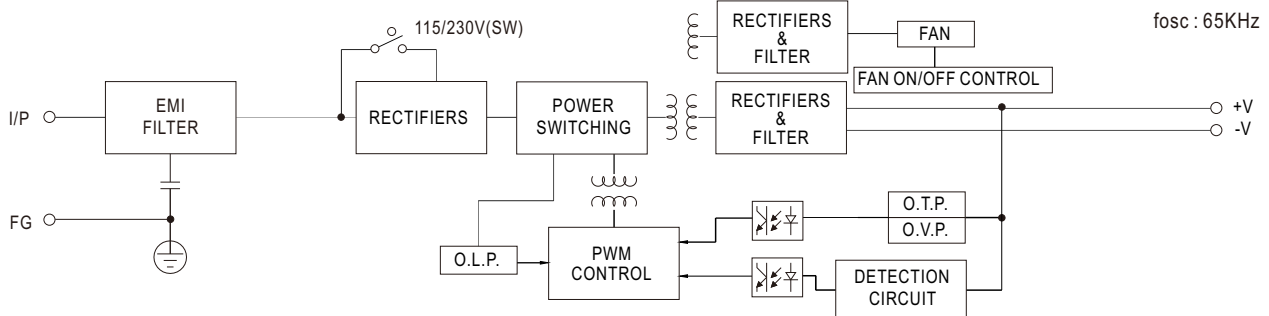 115/230V(SW)
RECTIFIERS
&
FILTER
FAN
fosc : 65KHz
FAN ON/OFF CONTROL
I/P
EMI
FILTER
RECTIFIERS
POWER
SWITCHING
RECTIFIERS
&
FILTER
+V
-V
FG
O.L.P.
PWM
CONTROL
O.T.P.
O.V.P.
DETECTION
CIRCUIT